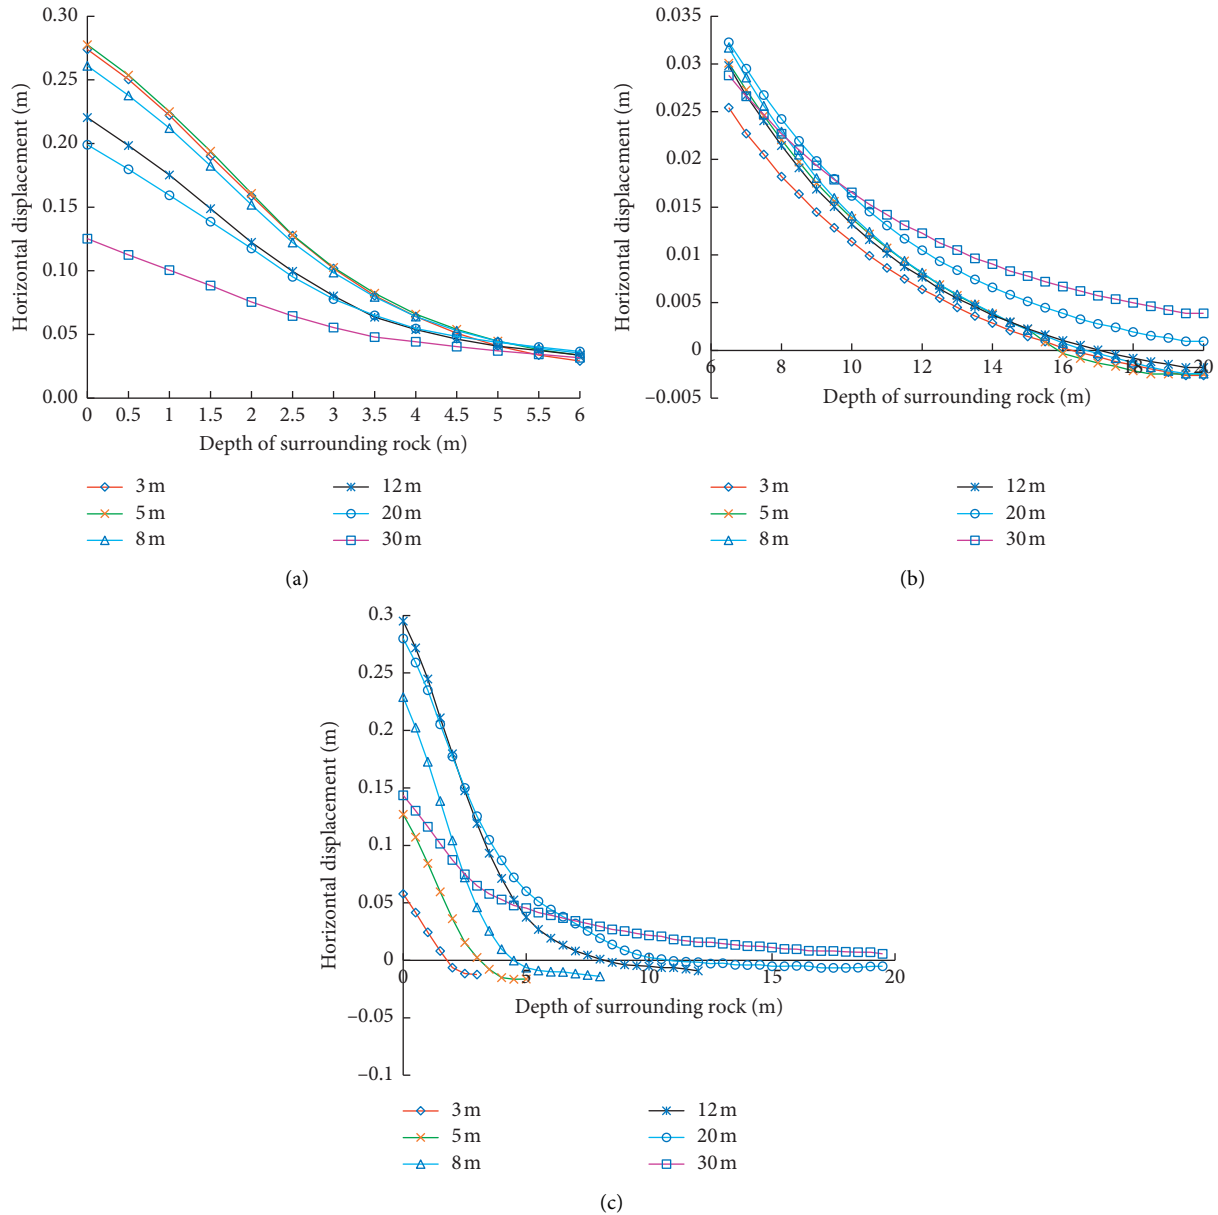 Horizontal displacement (m)
0.30
0.25
0.20
0.15
0.10
0.05
0.00
0 0.5 1 1.5 2 2.5 3 3.5 4 4.5 5 5.5 6
Depth of surrounding rock (m)
3 m 12 m
5 m 20 m
8 m 30 m
(a)
Horizontal displacement (m)
0.035
0.03
0.025
0.02
0.015
0.01
0.005
0
–0.005
6 8 10 12 14 16 18 20
Depth of surrounding rock (m)
3 m 12 m
5 m 20 m
8 m 30 m
(b)
Horizontal displacement (m)
0.3
0.25
0.2
0.15
0.1
0.05
0
–0.05
–0.1
0 5 10 15 20
Depth of surrounding rock (m)
3 m 12 m
5 m 20 m
8 m 30 m
(c)